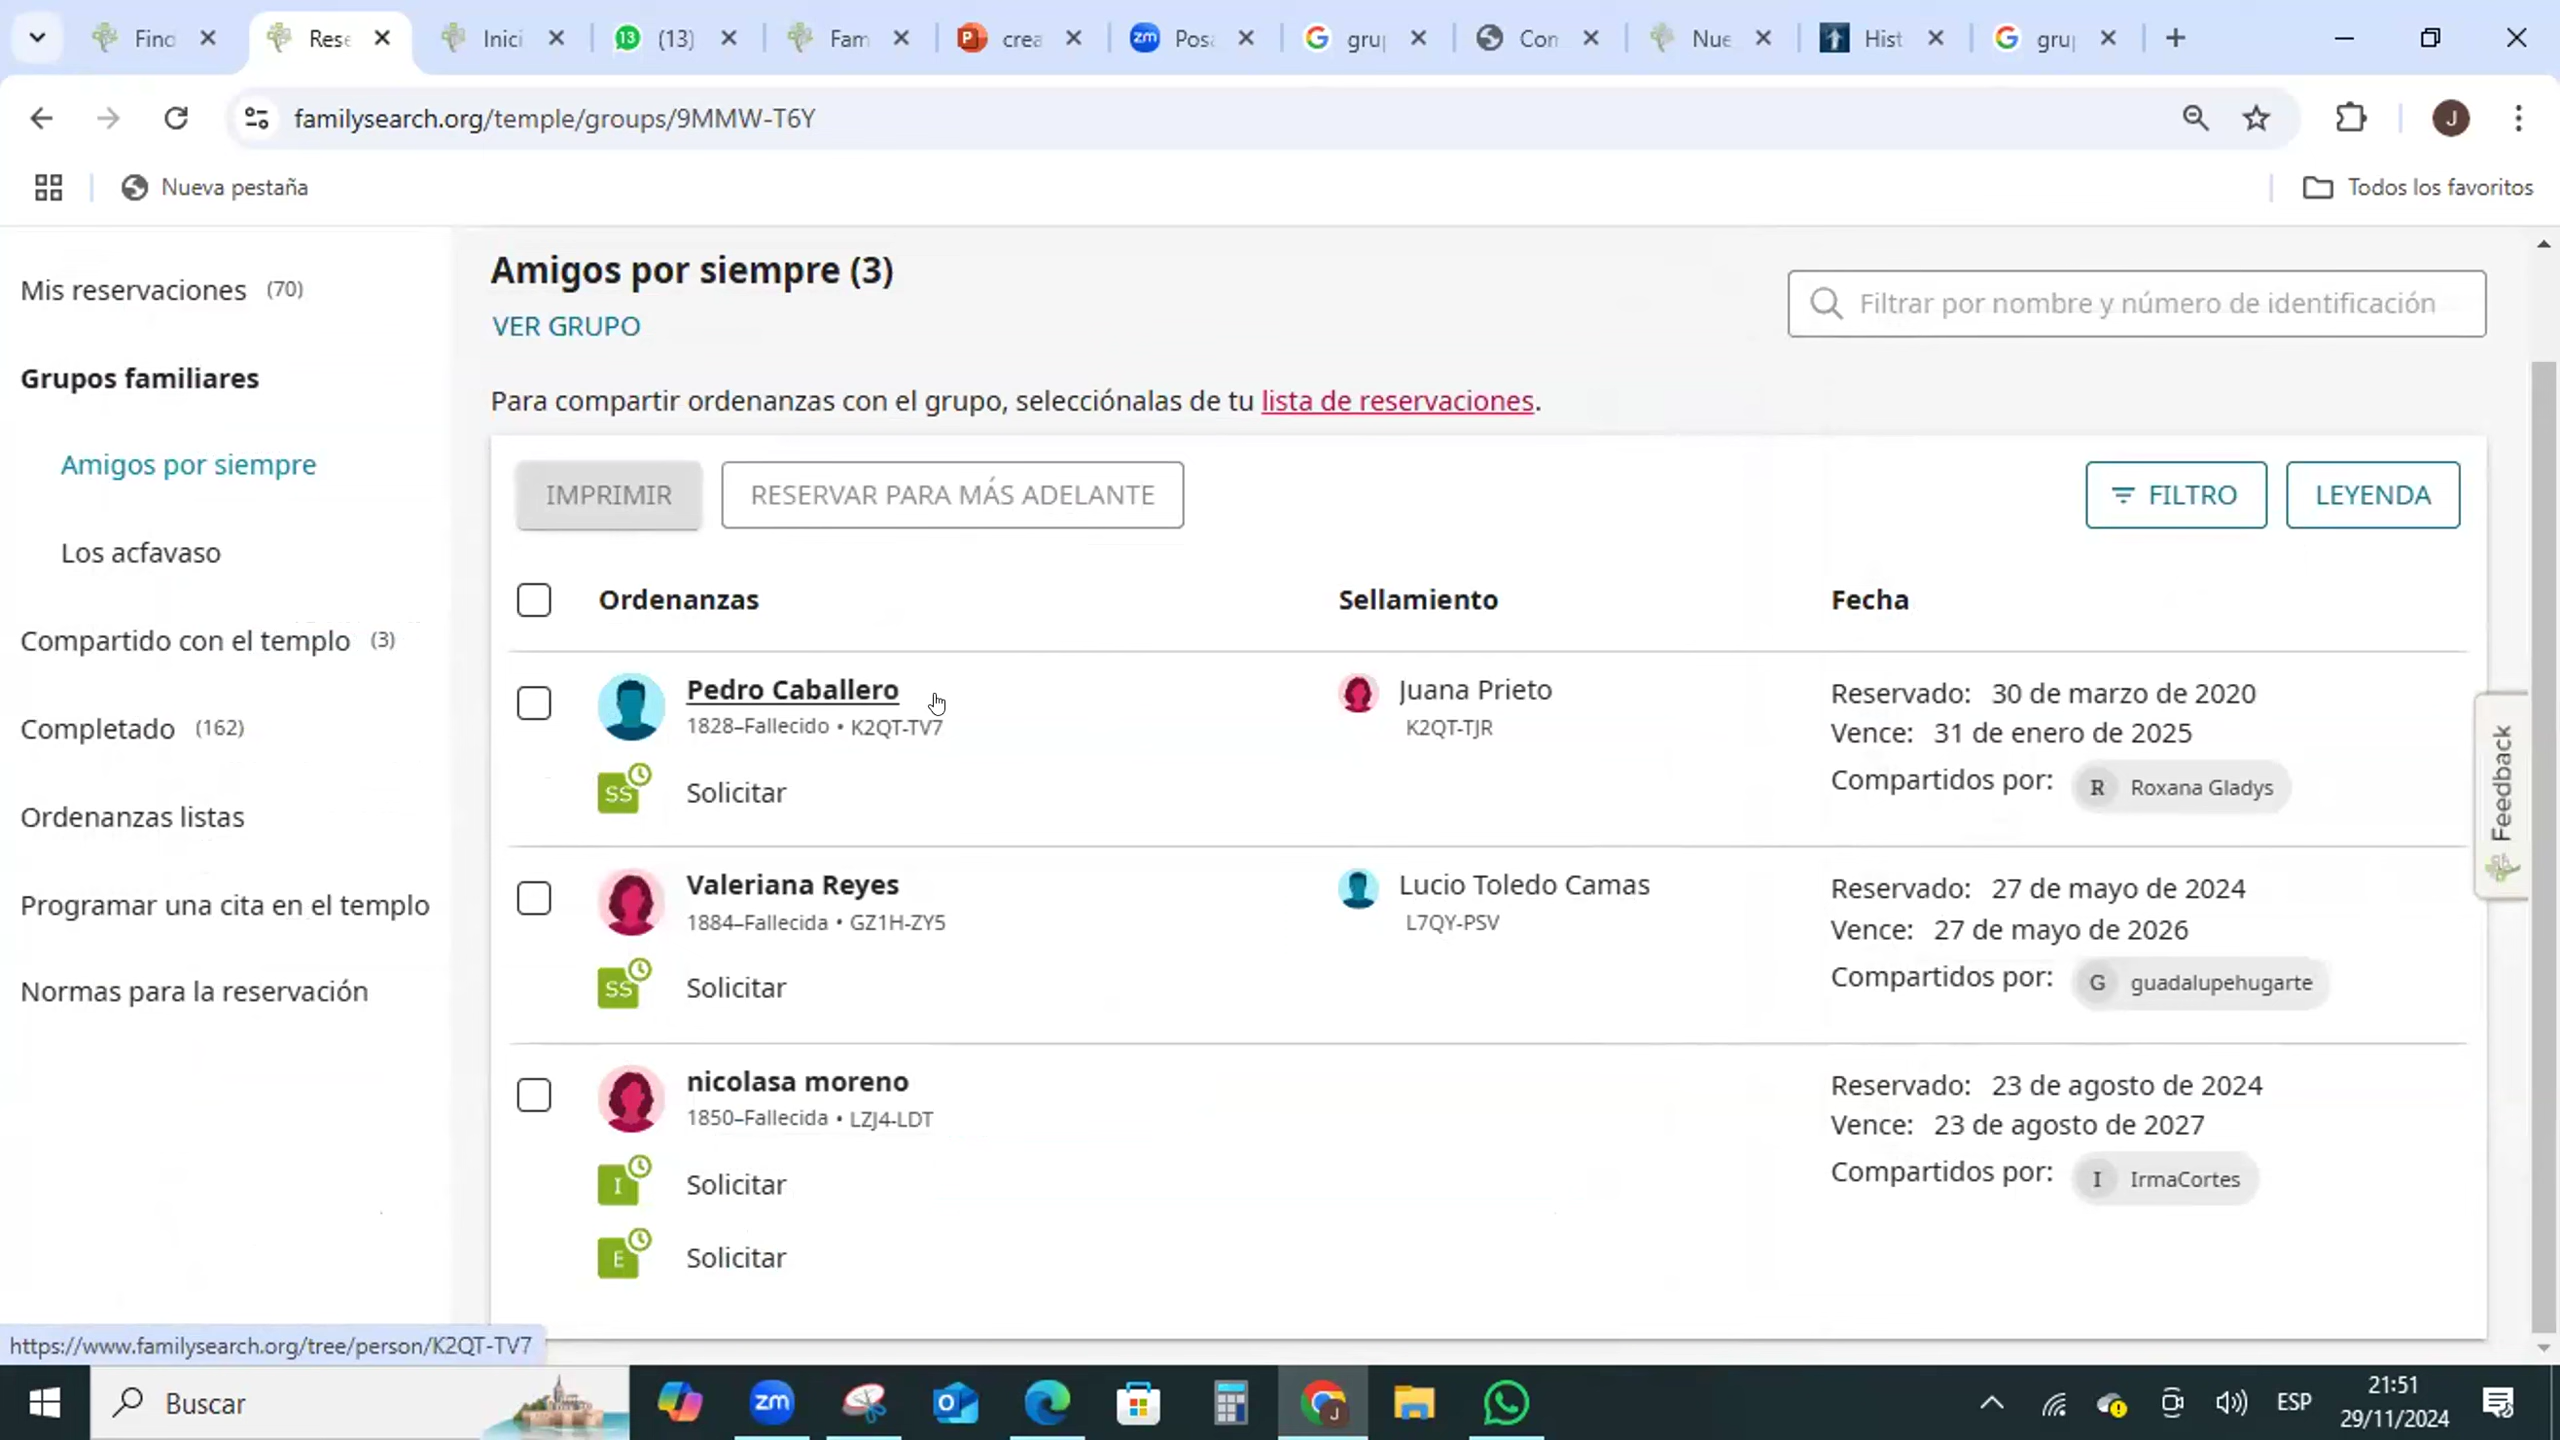 Find
Rese
Inici
13
(13)
Fam
P
crea
zm
Posa
G
gru
Con
Nue
Hist
gru
familysearch.org/temple/groups/9MMW-T6Y
J
Nueva pestaña
Todos los favoritos
Mis reservaciones (70)
Grupos familiares
Amigos por siempre
Los acfavaso
Compartido con el templo (3)
Completado (162)
Ordenanzas listas
Programar una cita en el templo
Normas para la reservación
Amigos por siempre (3)
VER GRUPO
Filtrar por nombre y número de identificación
Para compartir ordenanzas con el grupo, selecciónalas de tu lista de reservaciones.
IMPRIMIR
RESERVAR PARA MÁS ADELANTE
FILTRO
LEYENDA
Ordenanzas
Sellamiento
Fecha
Pedro Caballero
1828–Fallecido • K2QT-TV7
SS Solicitar
Juana Prieto
K2QT-TJR
Reservado: 30 de marzo de 2020
Vence: 31 de enero de 2025
Compartidos por: R Roxana Gladys
Valeriana Reyes
1884–Fallecida • GZ1H-ZY5
SS Solicitar
Lucio Toledo Camas
L7QY-PSV
Reservado: 27 de mayo de 2024
Vence: 27 de mayo de 2026
Compartidos por: G guadalupehugarte
nicolasa moreno
1850–Fallecida • LZJ4-LDT
I Solicitar
E Solicitar
Reservado: 23 de agosto de 2024
Vence: 23 de agosto de 2027
Compartidos por: I IrmaCortes
Feedback
https://www.familysearch.org/tree/person/K2QT-TV7
Buscar
zm
J
ESP
21:51
29/11/2024